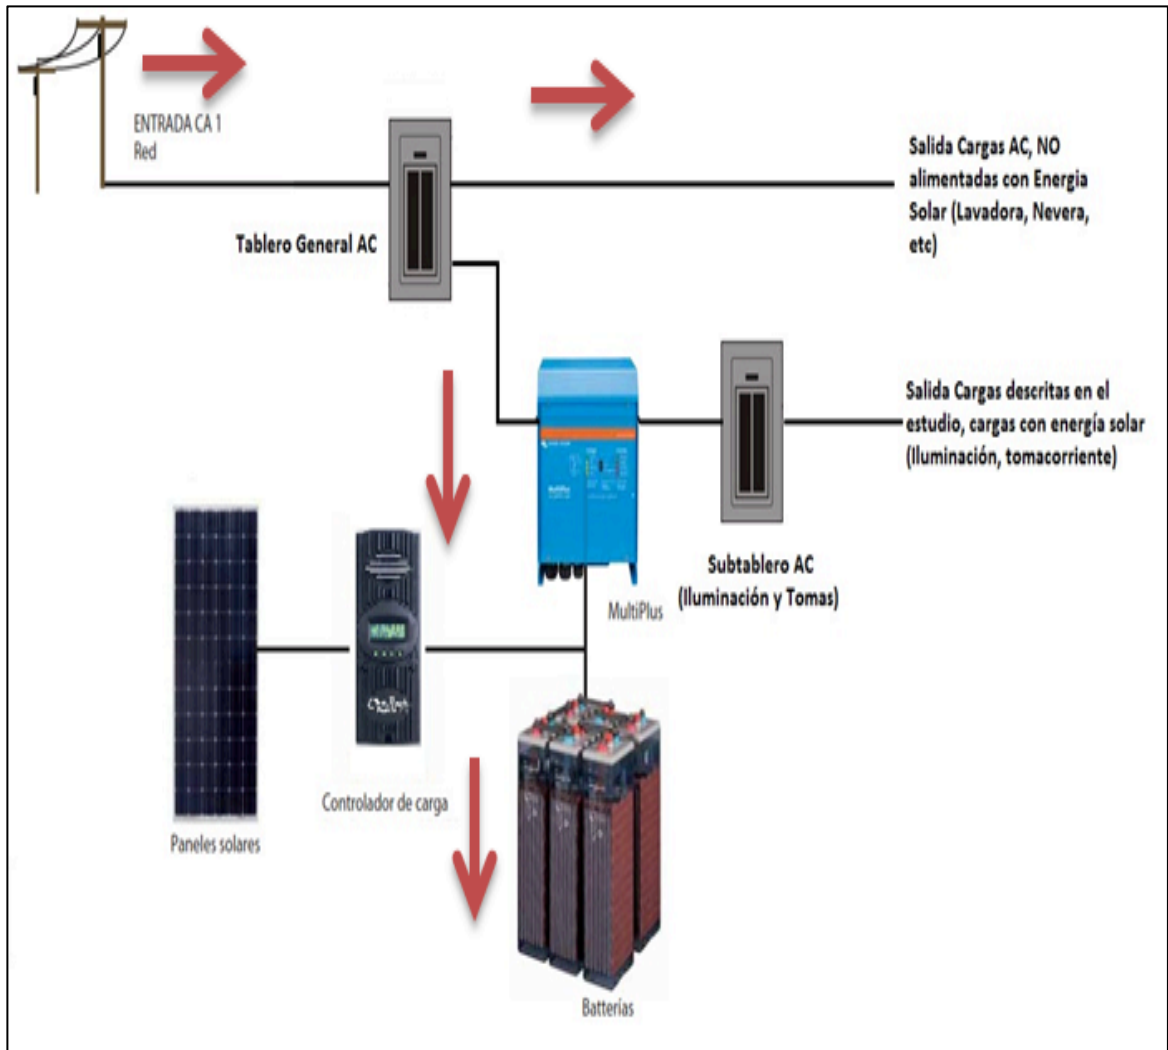 ENTRADA CA 1
Red
Salida Cargas AC, NO
alimentadas con Energia
Solar (Lavadora, Nevera,
etc)
Tablero General AC
Salida Cargas descritas en el
estudio, cargas con energía solar
(Iluminación, tomacorriente)
Subtablero AC
(Iluminación y Tomas)
MultiPlus
Controlador de carga
Paneles solares
Batterías